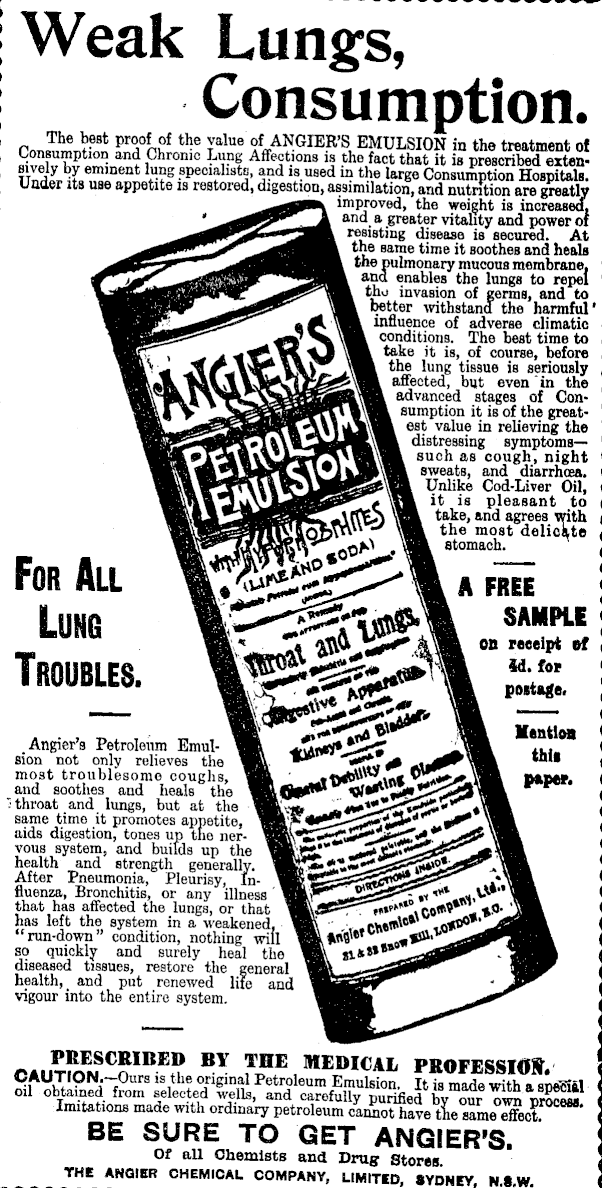 Weak Lungs,
Consumption.
The best proof of the value of ANGIER'S EMULSION in the treatment of
Consumption and Chronic Lung Affections is the fact that it is prescribed exten-
sively by eminent lung specialists, and is used in the large Consumption Hospitals.
Under its use appetite is restored, digestion, assimilation, and nutrition are greatly
improved, the weight is increased,
and a greater vitality and power of
resisting disease is secured. At
the same time it soothes and heals
the pulmonary mucous membrane,
and enables the lungs to repel
the invasion of germs, and to
better withstand the harmful
influence of adverse climatic
conditions. The best time to
take it is, of course, before
the lung tissue is seriously
affected, but even in the
advanced stages of Con-
sumption it is of the great-
est value in relieving the
distressing symptoms—
such as cough, night
sweats, and diarrhœa.
Unlike Cod-Liver Oil,
it is pleasant to
take, and agrees with
the most delicate
stomach.
ANGIER'S
PETROLEUM
EMULSION
WITH HYPOPHOSPHITES
(LIME AND SODA)
A Remedy
Throat and Lungs,
Digestive Apparatus
Kidneys and Bladder
General Debility and
Wasting Diseases
DIRECTIONS INSIDE.
PREPARED BY THE
Angier Chemical Company, Ltd.,
31 & 32 Snow Hill, LONDON, E.C.
FOR ALL
LUNG
TROUBLES.
Angier's Petroleum Emul-
sion not only relieves the
most troublesome coughs,
and soothes and heals the
throat and lungs, but at the
same time it promotes appetite,
aids digestion, tones up the ner-
vous system, and builds up the
health and strength generally.
After Pneumonia, Pleurisy, In-
fluenza, Bronchitis, or any illness
that has affected the lungs, or that
has left the system in a weakened,
"run-down" condition, nothing will
so quickly and surely heal the
diseased tissues, restore the general
health, and put renewed life and
vigour into the entire system.
A FREE
SAMPLE
on receipt of
4d. for
postage.
Mention
this
paper.
PRESCRIBED BY THE MEDICAL PROFESSION.
CAUTION.—Ours is the original Petroleum Emulsion. It is made with a special
oil obtained from selected wells, and carefully purified by our own process.
Imitations made with ordinary petroleum cannot have the same effect.
BE SURE TO GET ANGIER'S.
Of all Chemists and Drug Stores.
THE ANGIER CHEMICAL COMPANY, LIMITED, SYDNEY, N.S.W.